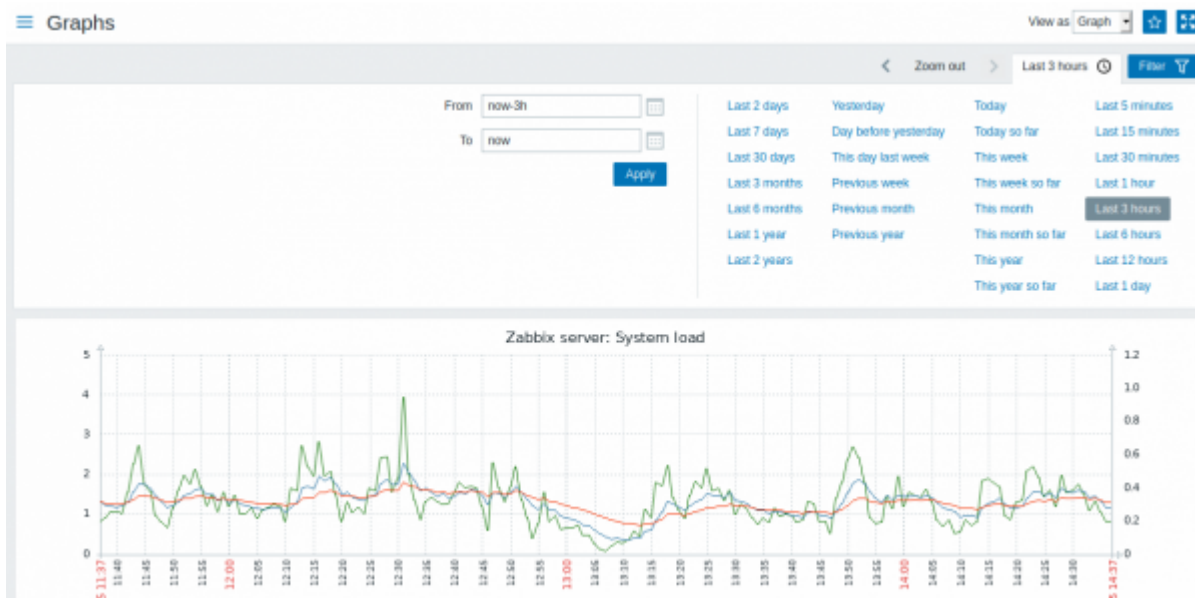 Graphs
View as Graph
Zoom out Last 3 hours Filter
From now-3h
To now
Apply
Last 2 days Yesterday Today Last 5 minutes
Last 7 days Day before yesterday Today so far Last 15 minutes
Last 30 days This day last week This week Last 30 minutes
Last 3 months Previous week This week so far Last 1 hour
Last 6 months Previous month This month Last 3 hours
Last 1 year Previous year This month so far Last 6 hours
Last 2 years This year Last 12 hours
This year so far Last 1 day
Zabbix server: System load
5 1.2
4 1.0
3 0.8
2 0.6
1 0.4
0 0.2
0
11:37 11:40 11:45 11:50 11:55 12:00 12:05 12:10 12:15 12:20 12:25 12:30 12:35 12:40 12:45 12:50 12:55 13:00 13:05 13:10 13:15 13:20 13:25 13:30 13:35 13:40 13:45 13:50 13:55 14:00 14:05 14:10 14:15 14:20 14:25 14:30 14:37